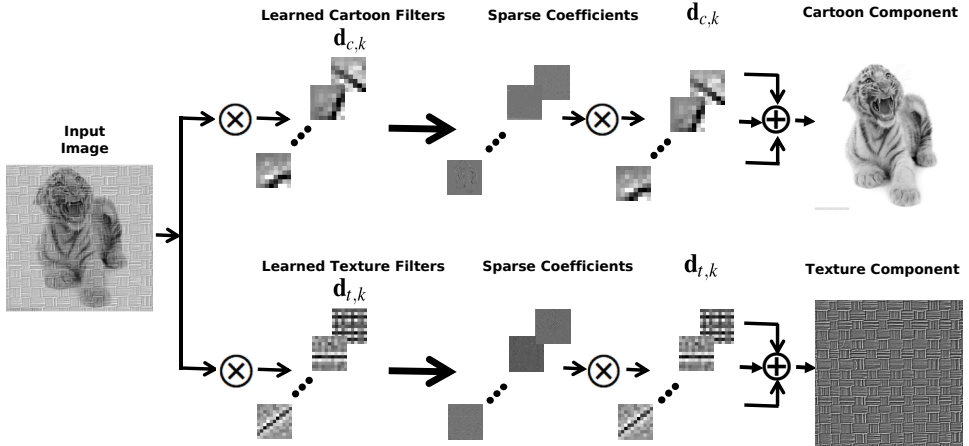 Learned Cartoon Filters
d_{c,k}
Sparse Coefficients
d_{c,k}
Cartoon Component
Input
Image
Learned Texture Filters
d_{t,k}
Sparse Coefficients
d_{t,k}
Texture Component